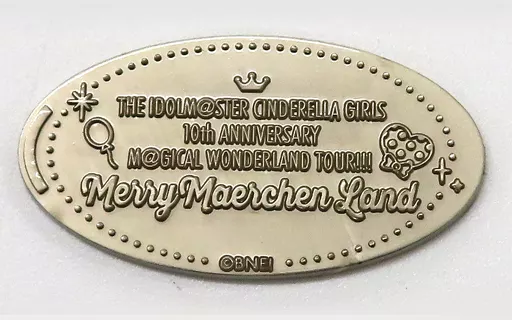 THE IDOLM@STER CINDERELLA GIRLS
10th ANNIVERSARY
M@GICAL WONDERLAND TOUR!!!
Merry Maerchen Land
©BNEI